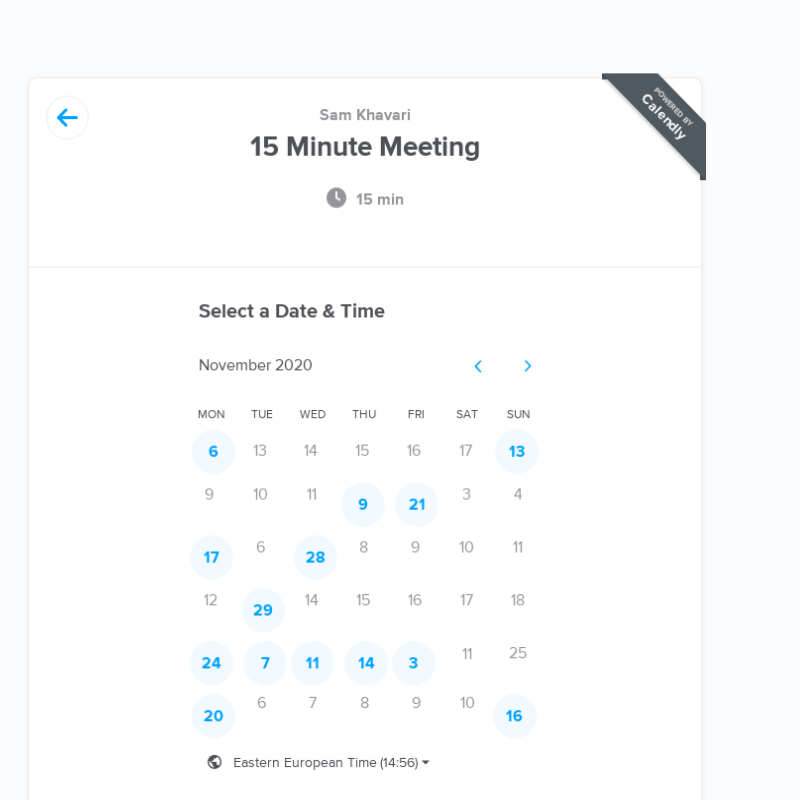 Sam Khavari
15 Minute Meeting
15 min
POWERED BY
Calendly
Select a Date & Time
November 2020
MON TUE WED THU FRI SAT SUN
6 13 14 15 16 17 13
9 10 11 9 21 3 4
17 6 28 8 9 10 11
12 29 14 15 16 17 18
24 7 11 14 3 11 25
20 6 7 8 9 10 16
Eastern European Time (14:56)